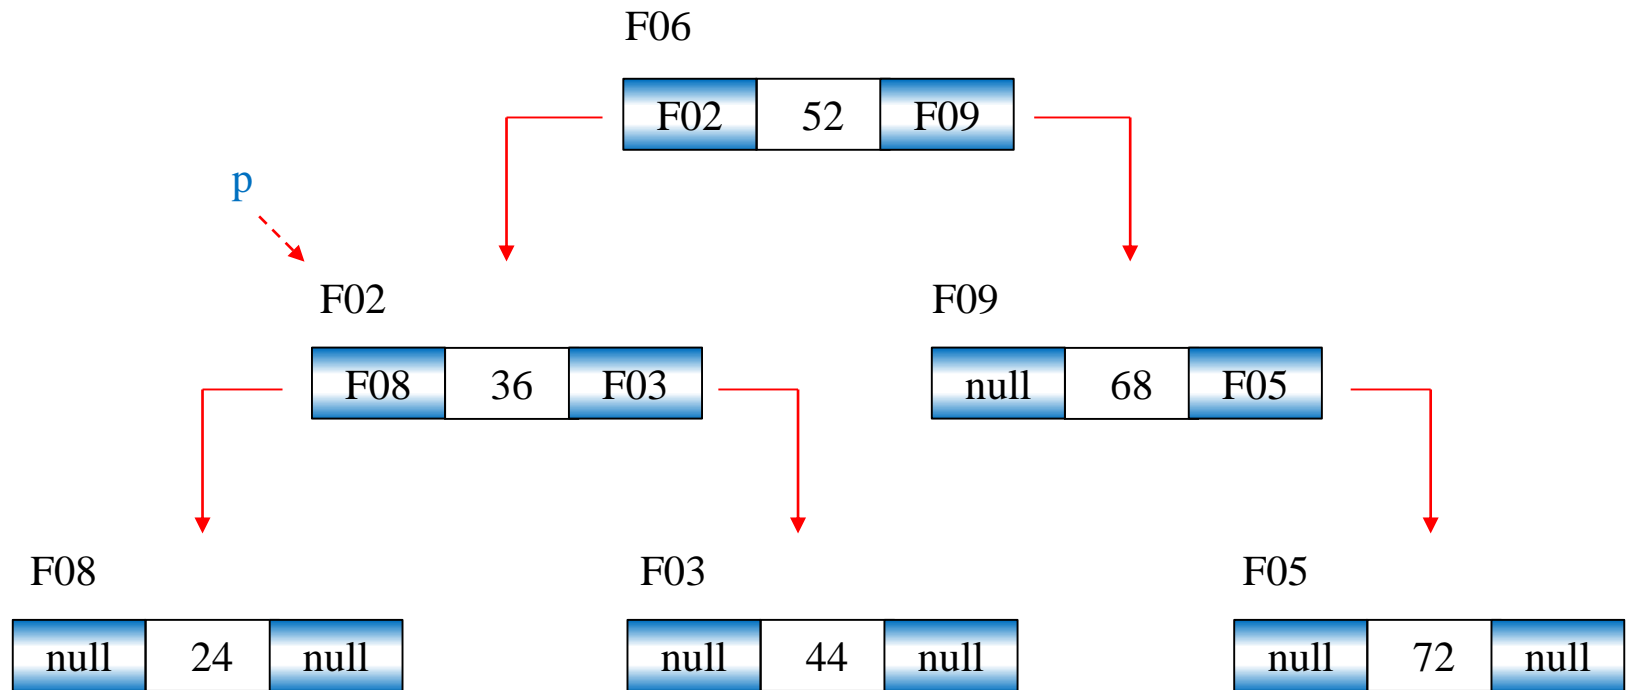 F06
F02 52 F09
p
F02 F09
F08 36 F03 null 68 F05
F08 F03 F05
null 24 null null 44 null null 72 null